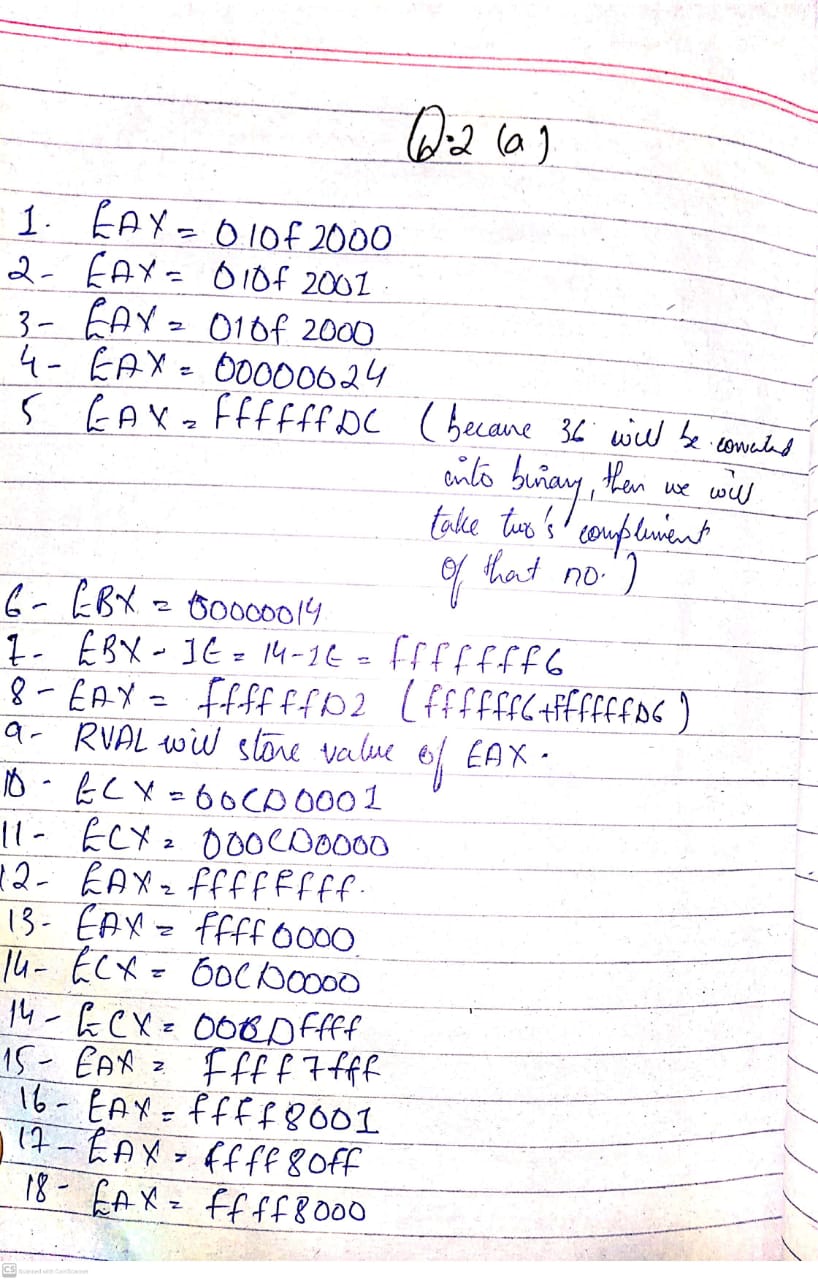 Q.2 (a)
1. EAX = 010f 2000
2- EAX = 010f 2001
3- EAX = 010f 2000
4- EAX = 00000024
5 EAX = ffffffDC (because 36 will be converted
into binary, then we will
take two's compliment
of that no.)
6- EBX = 00000014
7- EBX - 1E = 14-1E = fffffff6
8- EAX = ffffffD2 (fffffff6+ffffffD6)
9- RVAL will store value of EAX.
10- ECX = 00CD0001
11- ECX = 000CD0000
12- EAX = ffffffff.
13- EAX = ffff0000
14- ECX = 00CD0000
14- ECX = 00CDffff
15- EAX = ffff7fff
16- EAX = ffff8001
17- EAX = ffff80ff
18- EAX = ffff8000
CS Scanned with CamScanner